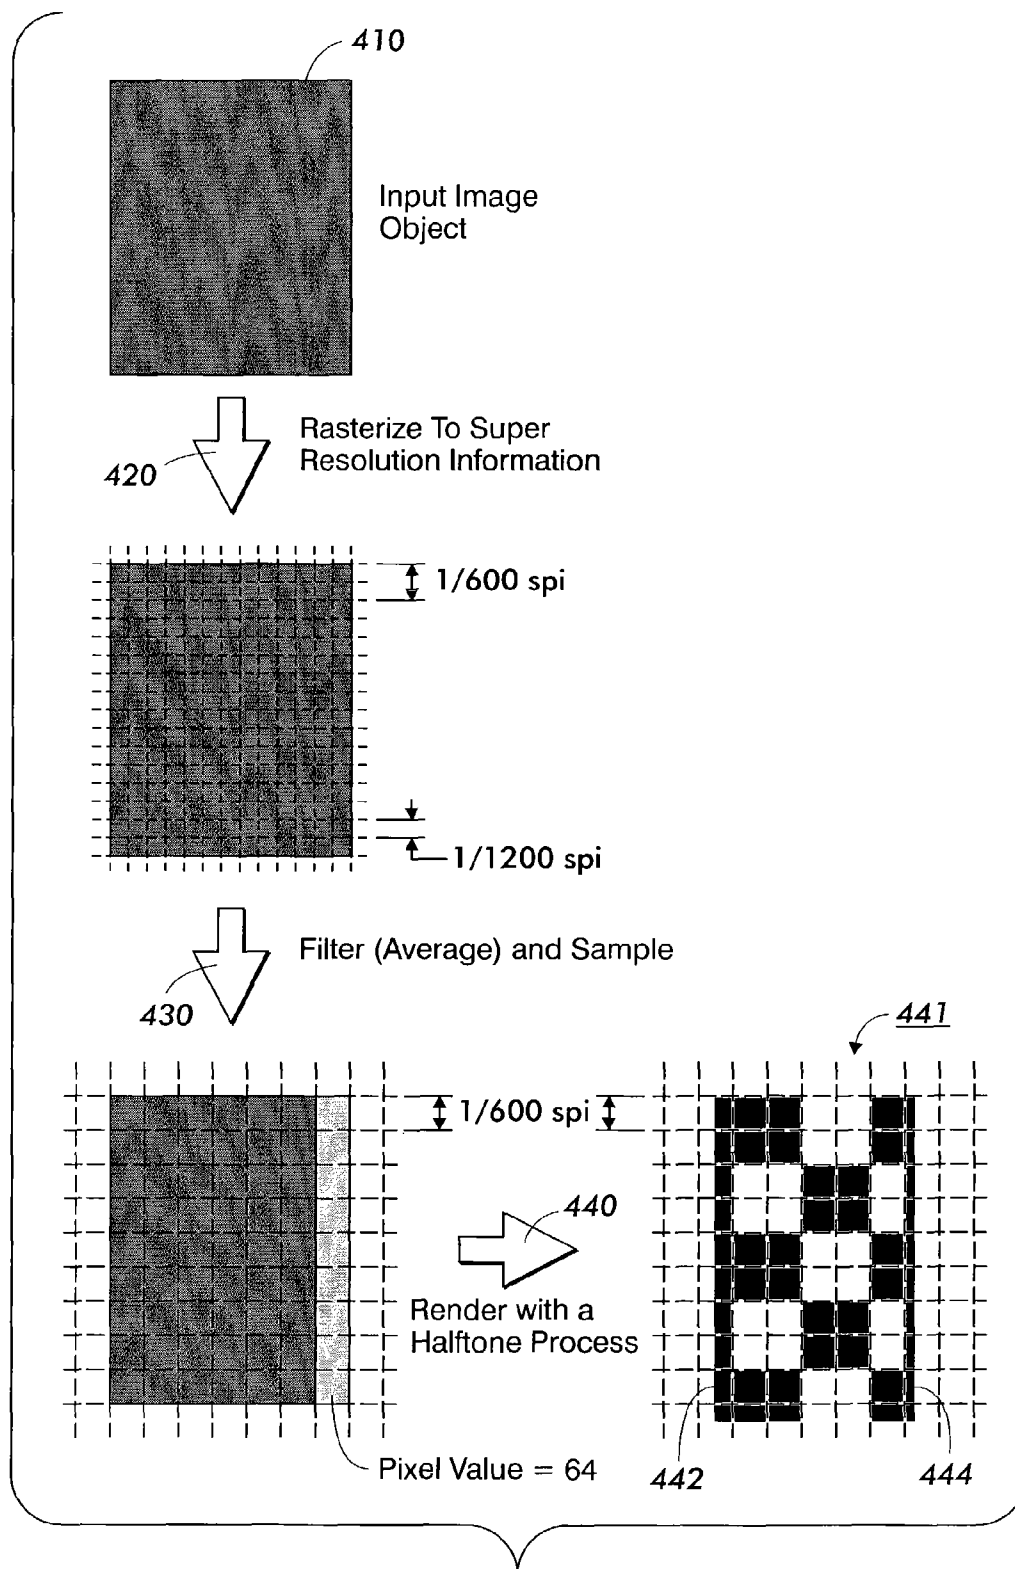 410
Input Image
Object
Rasterize To Super
Resolution Information
420
1/600 spi
1/1200 spi
Filter (Average) and Sample
430
441
1/600 spi
440
Render with a
Halftone Process
Pixel Value = 64
442
444